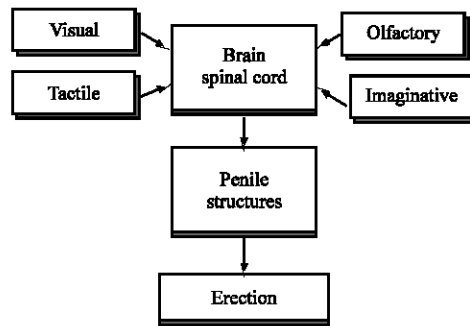 Visual
Olfactory
Brain
spinal cord
Tactile
Imaginative
Penile
structures
Erection